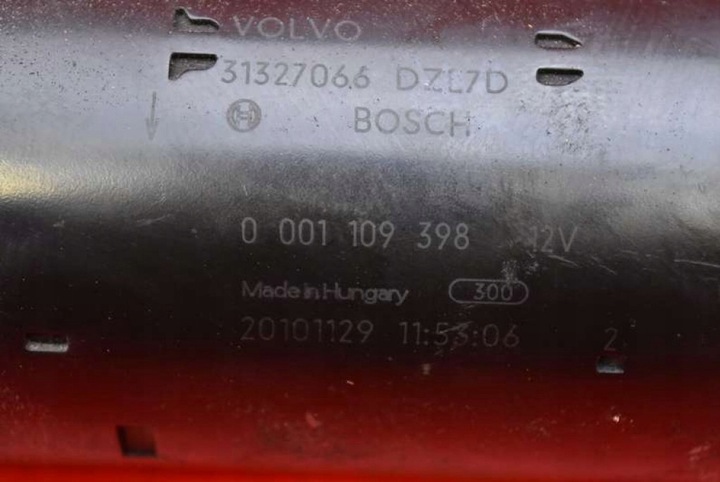 VOLVO
31327066 DZL7D
BOSCH
0 001 109 398 12V
Made in Hungary 300
20101129 11:53:06 2